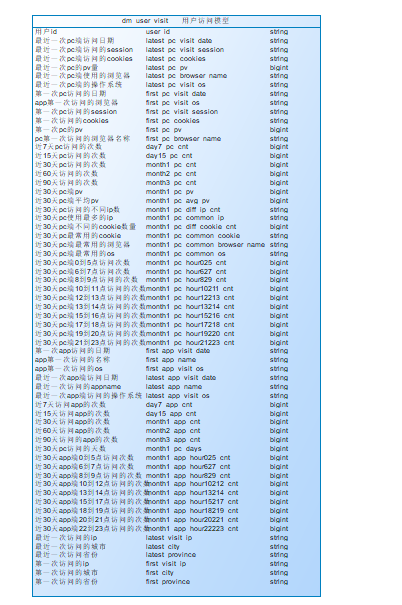 dm user visit 用户访问模型
用户id user id string
最近一次pc端访问日期 latest pc visit date string
最近一次pc端访问的session latest pc visit session string
最近一次pc端访问的cookies latest pc cookies string
最近一次pc端的pv量 latest pc pv bigint
最近一次pc端使用的浏览器 latest pc browser name string
最近一次pc端的操作系统 latest pc visit os string
第一次pc访问的日期 first pc visit date string
app第一次访问的浏览器 first pc visit os string
第一次pc访问的session first pc visit session string
第一次访问的cookies first pc cookies string
第一次pc的pv first pc pv bigint
pc第一次访问的浏览器名称 first pc browser name string
近7天pc访问的次数 day7 pc cnt bigint
近15天pc访问的次数 day15 pc cnt bigint
近30天pc访问的次数 month1 pc cnt bigint
近60天访问的次数 month2 pc cnt bigint
近90天访问的次数 month3 pc cnt bigint
近30天pc端pv month1 pc pv bigint
近30天pc端平均pv month1 pc avg pv bigint
近30天pc访问的不同ip数 month1 pc diff ip cnt string
近30天pc使用最多的ip month1 pc common ip string
近30天pc端不同的cookie数量 month1 pc diff cookie cnt bigint
近30天pc最常用的cookie month1 pc common cookie string
近30天pc端最常用的浏览器 month1 pc common browser name string
近30天pc端最常用的os month1 pc common os string
近30天pc端0到5点访问次数 month1 pc hour025 cnt bigint
近30天pc端6到7点访问的次数 month1 pc hour627 cnt bigint
近30天pc端8到9点访问的次数 month1 pc hour829 cnt bigint
近30天pc端10到11点访问的次数 month1 pc hour10211 cnt bigint
近30天pc端12到13点访问的次数 month1 pc hour12213 cnt bigint
近30天pc端13到14点访问的次数 month1 pc hour13214 cnt bigint
近30天pc端15到16点访问的次数 month1 pc hour15216 cnt bigint
近30天pc端17到18点访问的次数 month1 pc hour17218 cnt bigint
近30天pc端19到20点访问的次数 month1 pc hour19220 cnt bigint
近30天pc端21到23点访问的次数 month1 pc hour21223 cnt bigint
第一次app访问的日期 first app visit date string
app第一次访问的名称 first app name string
app第一次访问的os first app visit os string
最近一次app端访问日期 latest app visit date string
最近一次访问的appname latest app name string
最近一次app端访问的操作系统 latest app visit os string
近7天访问app的次数 day7 app cnt bigint
近15天访问app的次数 day15 app cnt bigint
近30天访问app的次数 month1 app cnt bigint
近60天访问app的次数 month2 app cnt bigint
近90天访问的app的次数 month3 app cnt bigint
近30天pc访问的天数 month1 pc days bigint
近30天app端0到5点访问次数 month1 app hour025 cnt bigint
近30天app端6到7点访问次数 month1 app hour627 cnt bigint
近30天app端8到9点访问的次数 month1 app hour829 cnt bigint
近30天app端10到12点访问的次数 month1 app hour10212 cnt bigint
近30天app端13到14点访问的次数 month1 app hour13214 cnt bigint
近30天app端15到17点访问的次数 month1 app hour15217 cnt bigint
近30天app端18到19点访问的次数 month1 app hour18219 cnt bigint
近30天app端20到21点访问的次数 month1 app hour20221 cnt bigint
近30天app端22到23点访问的次数 month1 app hour22223 cnt bigint
最近一次访问的ip latest visit ip string
最近一次访问的城市 latest city string
最近一次访问省份 latest province string
第一次访问的ip first visit ip string
第一次访问的城市 first city string
第一次访问的省份 first province string